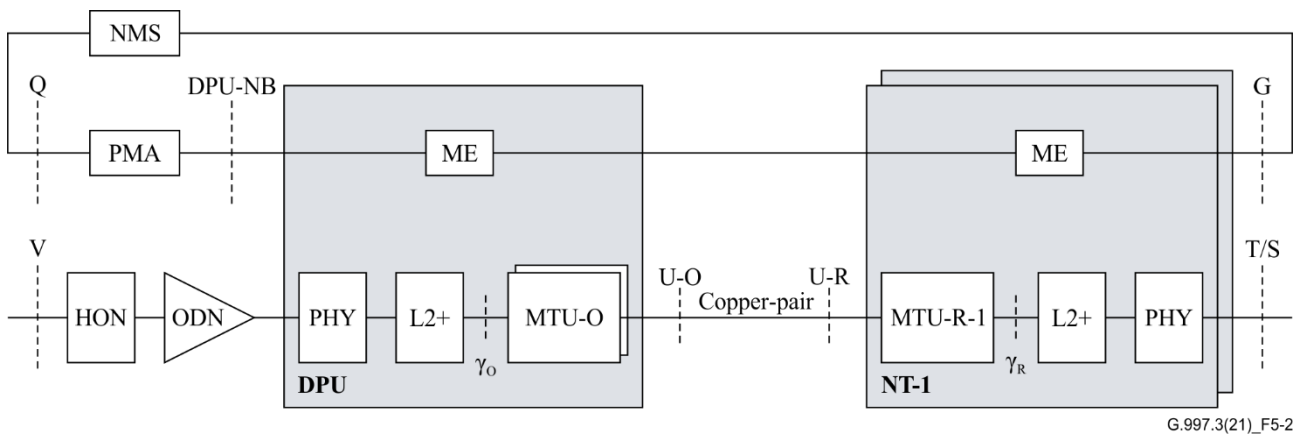 NMS
Q
DPU-NB
G
PMA
ME
ME
V
U-O
U-R
T/S
Copper-pair
HON
ODN
PHY
L2+
MTU-O
MTU-R-1
L2+
PHY
γO
γR
DPU
NT-1
G.997.3(21)_F5-2